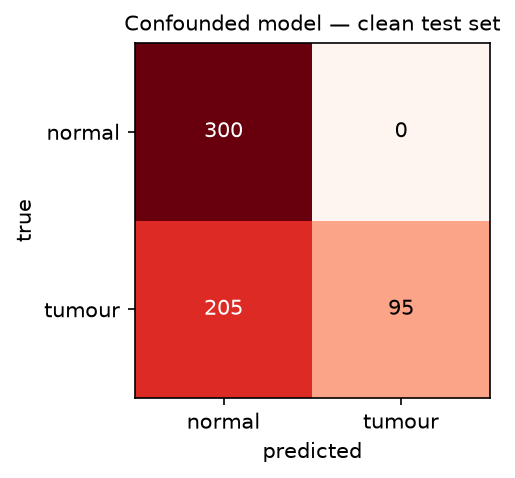 Confounded model — clean test set
normal
300
0
true
tumour
205
95
normal
tumour
predicted